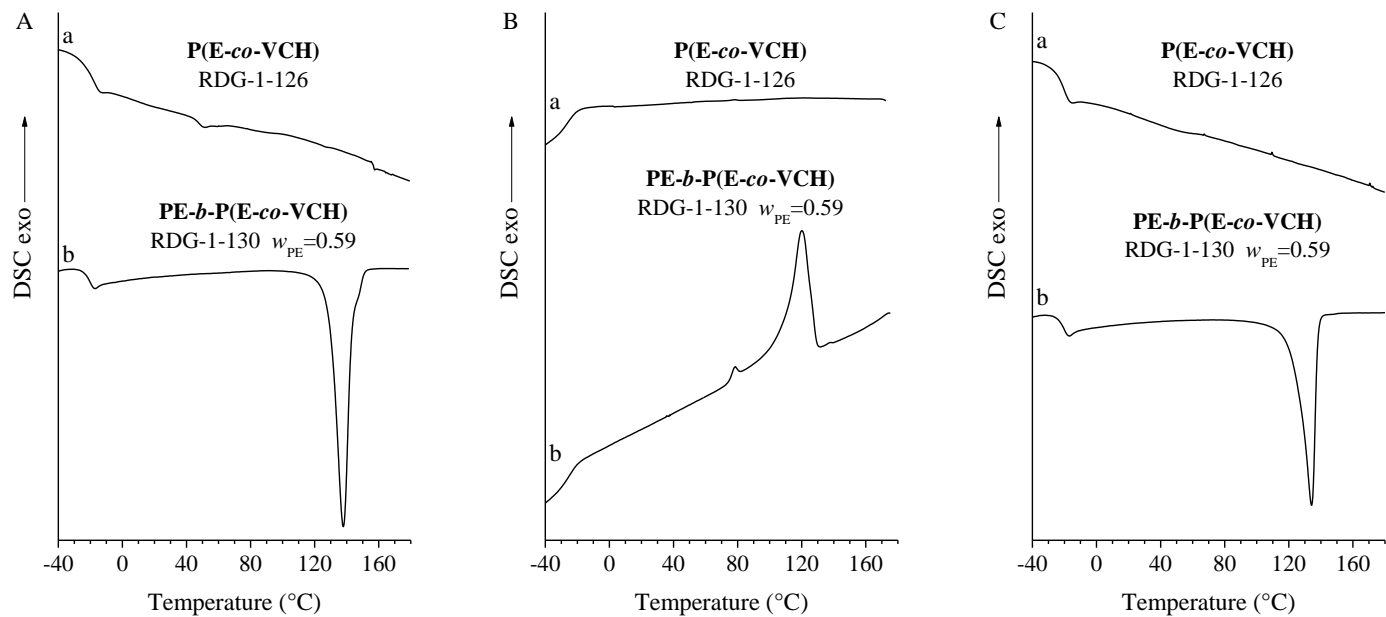 A
a
P(E-co-VCH)
RDG-1-126
PE-b-P(E-co-VCH)
RDG-1-130 wPE=0.59
b
DSC exo
-40 0 40 80 120 160
Temperature (°C)
B
P(E-co-VCH)
RDG-1-126
a
PE-b-P(E-co-VCH)
RDG-1-130 wPE=0.59
b
DSC exo
-40 0 40 80 120 160
Temperature (°C)
C
a
P(E-co-VCH)
RDG-1-126
PE-b-P(E-co-VCH)
RDG-1-130 wPE=0.59
b
DSC exo
-40 0 40 80 120 160
Temperature (°C)